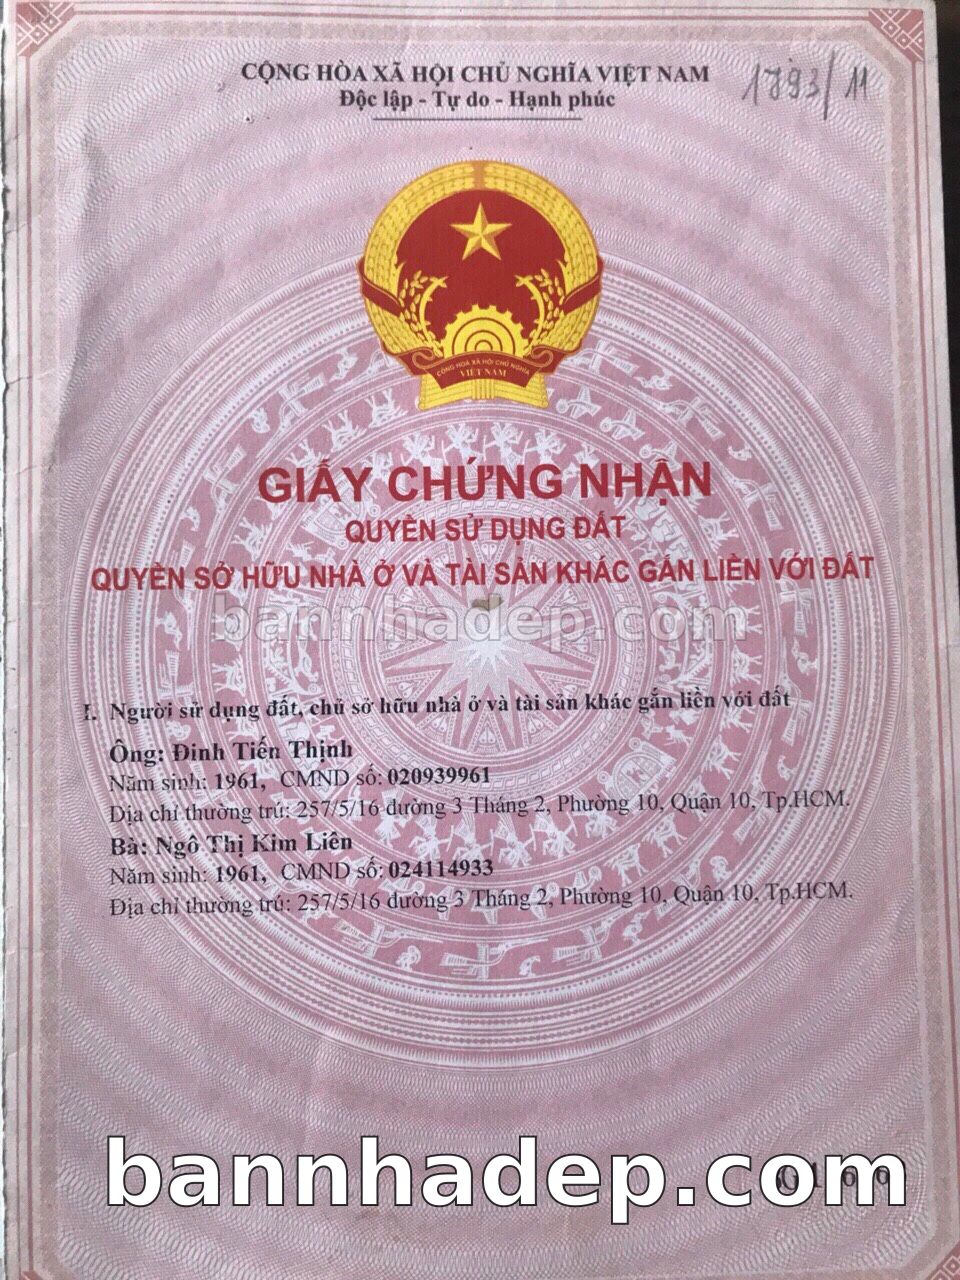 CỘNG HÒA XÃ HỘI CHỦ NGHĨA VIỆT NAM
Độc lập - Tự do - Hạnh phúc
1793/11
CỘNG HOÀ XÃ HỘI CHỦ NGHĨA
VIỆT NAM
GIẤY CHỨNG NHẬN
QUYỀN SỬ DỤNG ĐẤT
QUYỀN SỞ HỮU NHÀ Ở VÀ TÀI SẢN KHÁC GẮN LIỀN VỚI ĐẤT
bannhadep.com
I. Người sử dụng đất, chủ sở hữu nhà ở và tài sản khác gắn liền với đất
Ông: Đinh Tiến Thịnh
Năm sinh: 1961, CMND số: 020939961
Địa chỉ thường trú: 257/5/16 đường 3 Tháng 2, Phường 10, Quận 10, Tp.HCM.
Bà: Ngô Thị Kim Liên
Năm sinh: 1961, CMND số: 024114933
Địa chỉ thường trú: 257/5/16 đường 3 Tháng 2, Phường 10, Quận 10, Tp.HCM.
bannhadep.com